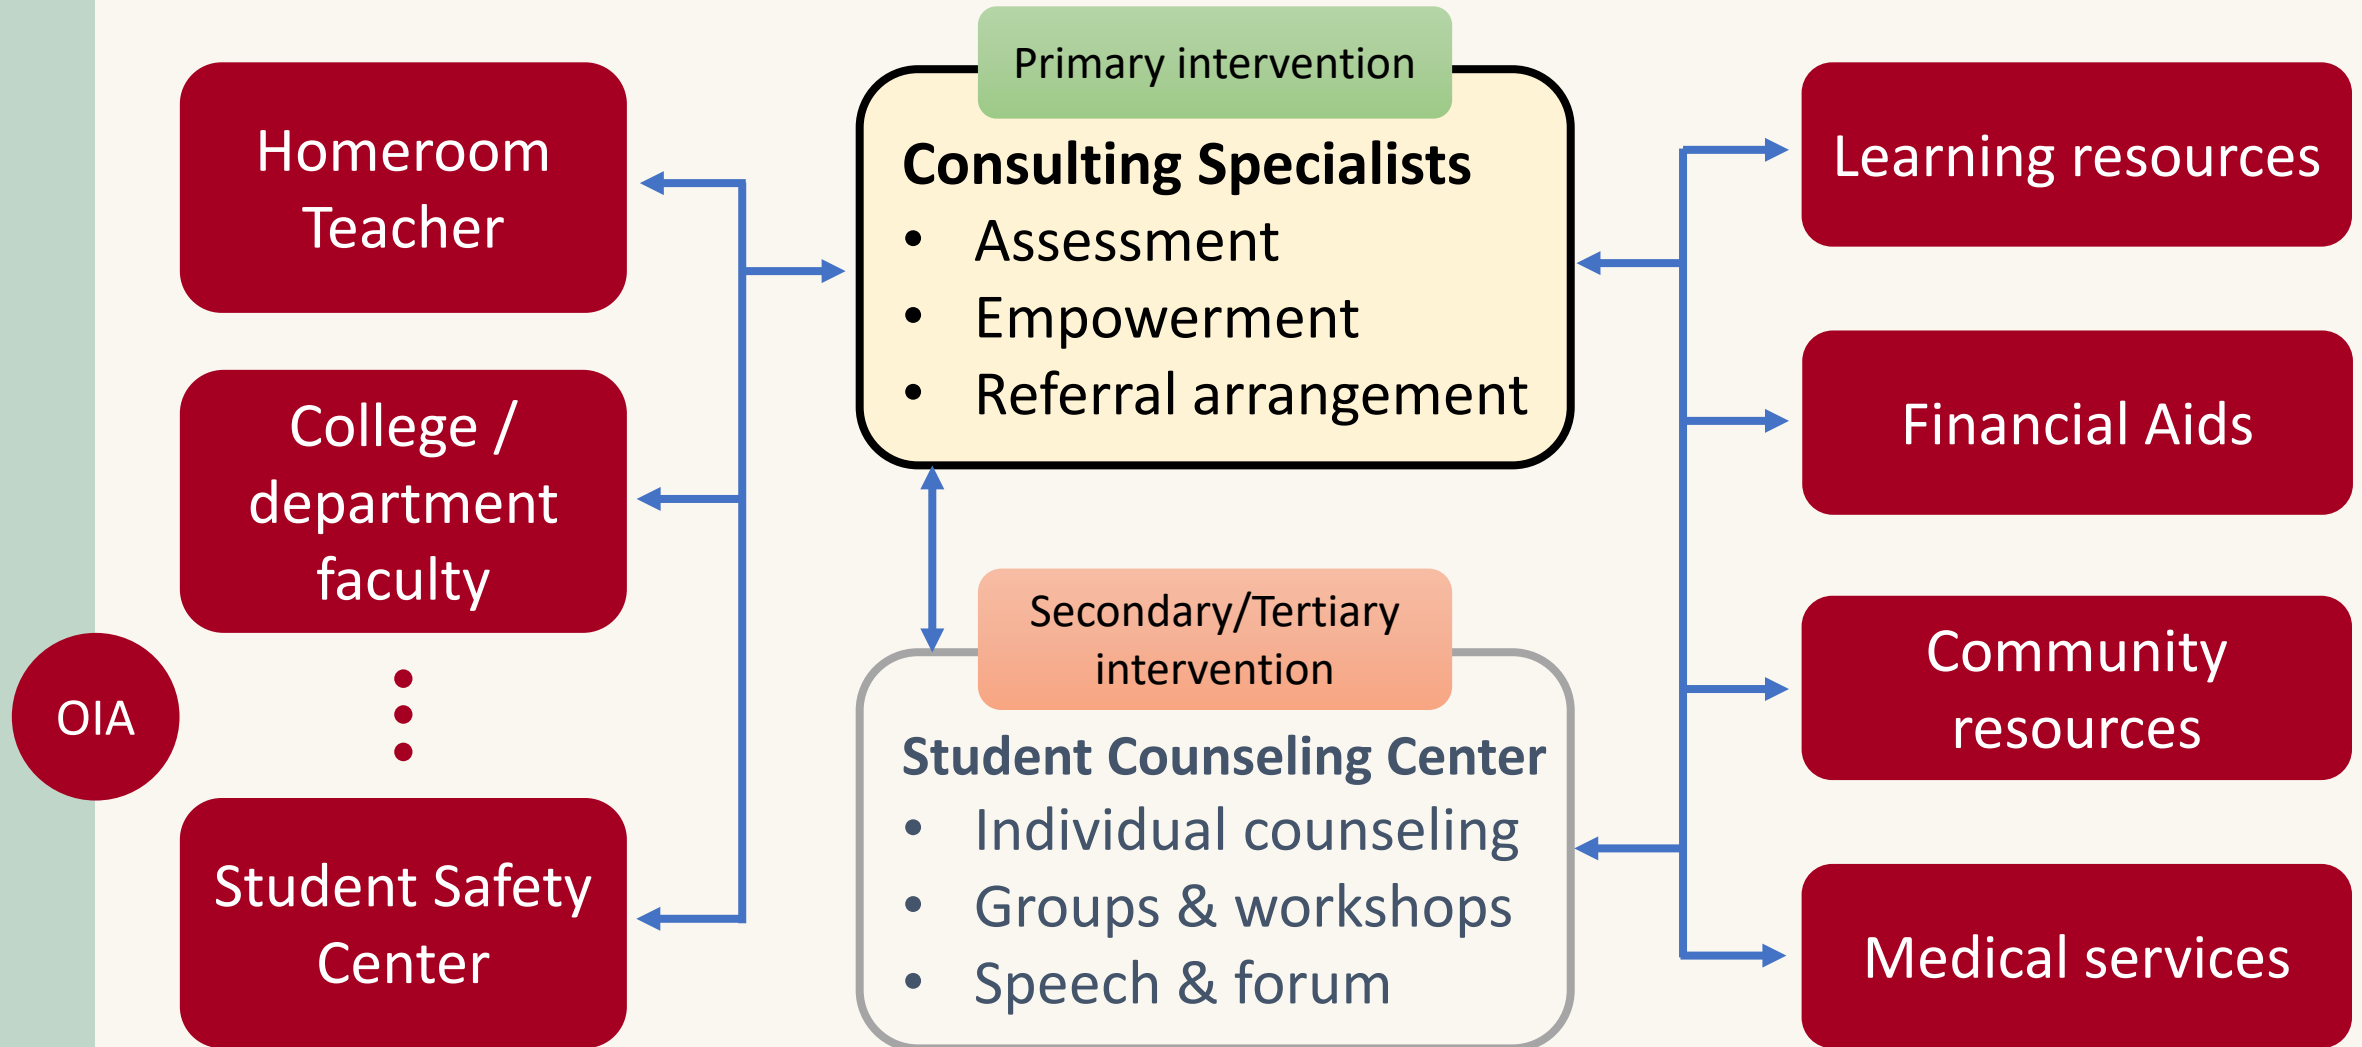 Homeroom
Teacher
College /
department
faculty
OIA
Student Safety
Center
Primary intervention
Consulting Specialists
• Assessment
• Empowerment
• Referral arrangement
Secondary/Tertiary
intervention
Student Counseling Center
• Individual counseling
• Groups & workshops
• Speech & forum
Learning resources
Financial Aids
Community
resources
Medical services